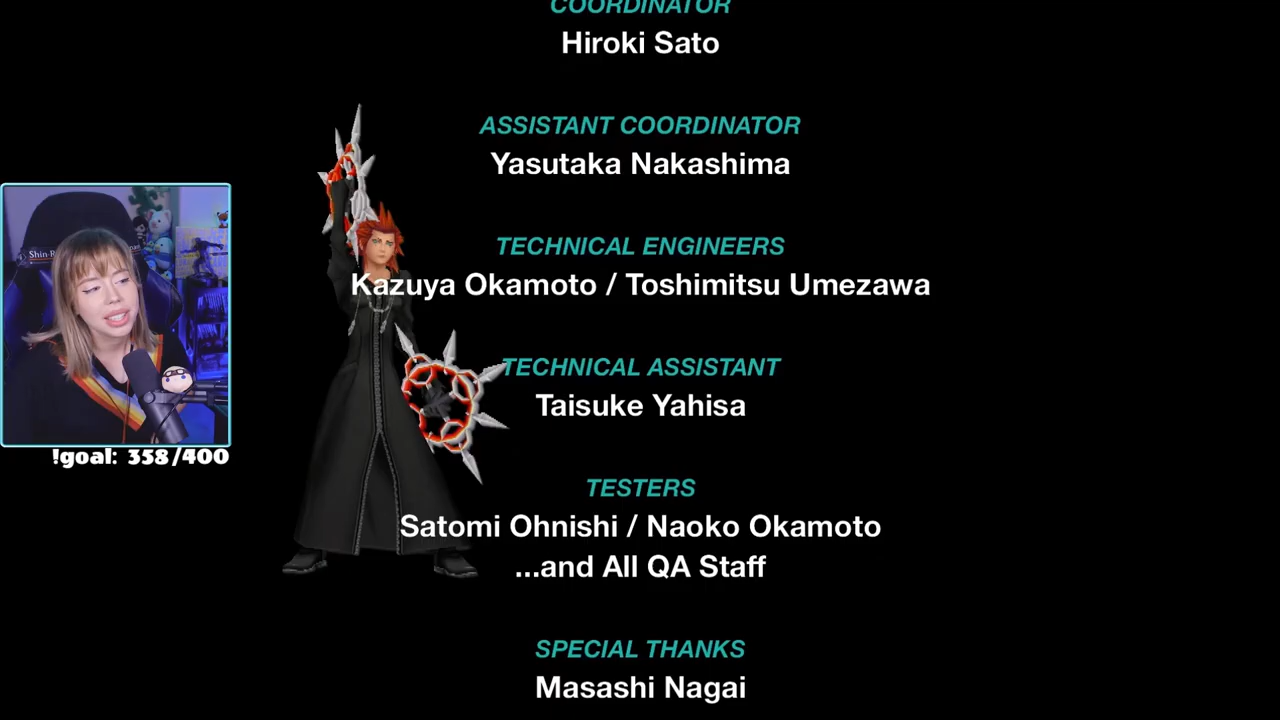 COORDINATOR
Hiroki Sato
ASSISTANT COORDINATOR
Yasutaka Nakashima
TECHNICAL ENGINEERS
Kazuya Okamoto / Toshimitsu Umezawa
TECHNICAL ASSISTANT
Taisuke Yahisa
!goal: 358/400
TESTERS
Satomi Ohnishi / Naoko Okamoto
...and All QA Staff
SPECIAL THANKS
Masashi Nagai